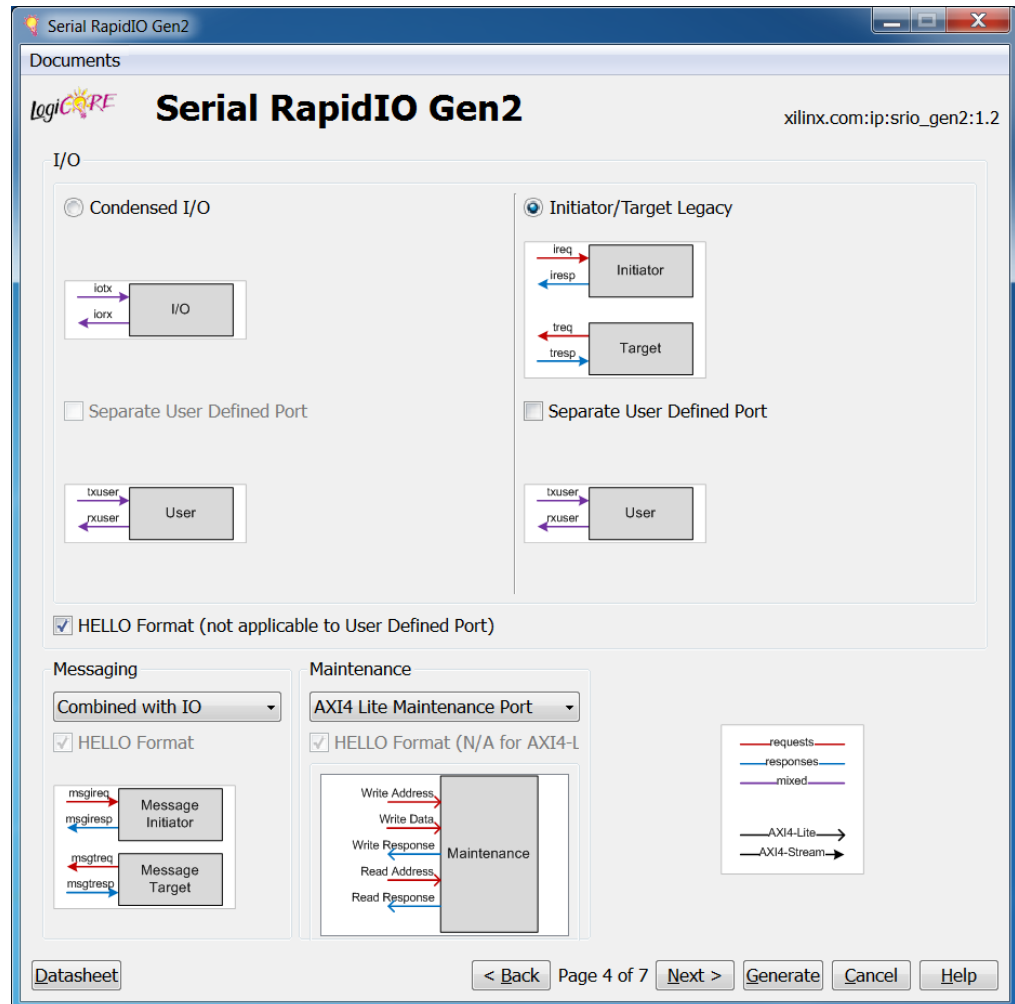 Serial RapidIO Gen2
Documents
LogiCORE
Serial RapidIO Gen2
xilinx.com:ip:srio_gen2:1.2
I/O
Condensed I/O
iotx
iorx
I/O
Separate User Defined Port
txuser
rxuser
User
Initiator/Target Legacy
ireq
iresp
Initiator
treq
tresp
Target
Separate User Defined Port
txuser
rxuser
User
HELLO Format (not applicable to User Defined Port)
Messaging
Combined with IO
HELLO Format
msgireq
msgiresp
Message
Initiator
msgtreq
msgtresp
Message
Target
Maintenance
AXI4 Lite Maintenance Port
HELLO Format (N/A for AXI4-L
Write Address
Write Data
Write Response
Read Address
Read Response
Maintenance
requests
responses
mixed
AXI4-Lite
AXI4-Stream
Datasheet
< Back
Page 4 of 7
Next >
Generate
Cancel
Help